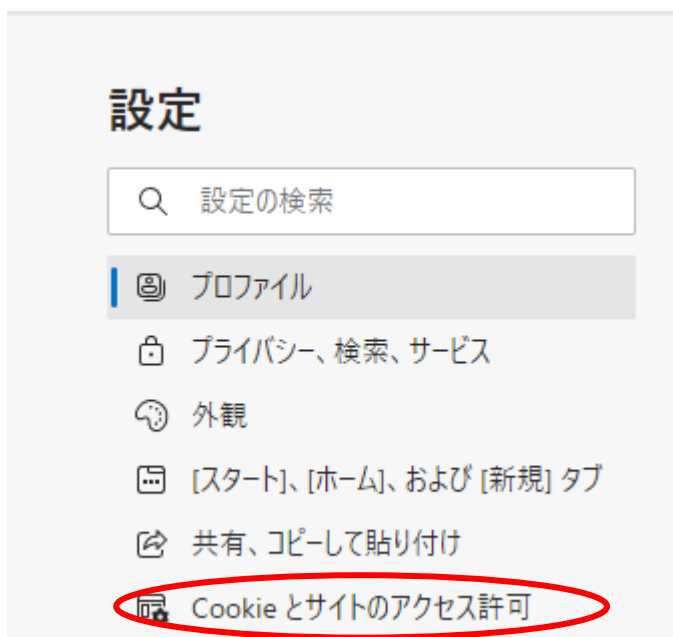 設定
設定の検索
プロファイル
プライバシー、検索、サービス
外観
[スタート]、[ホーム]、および [新規] タブ
共有、コピーして貼り付け
Cookie とサイトのアクセス許可